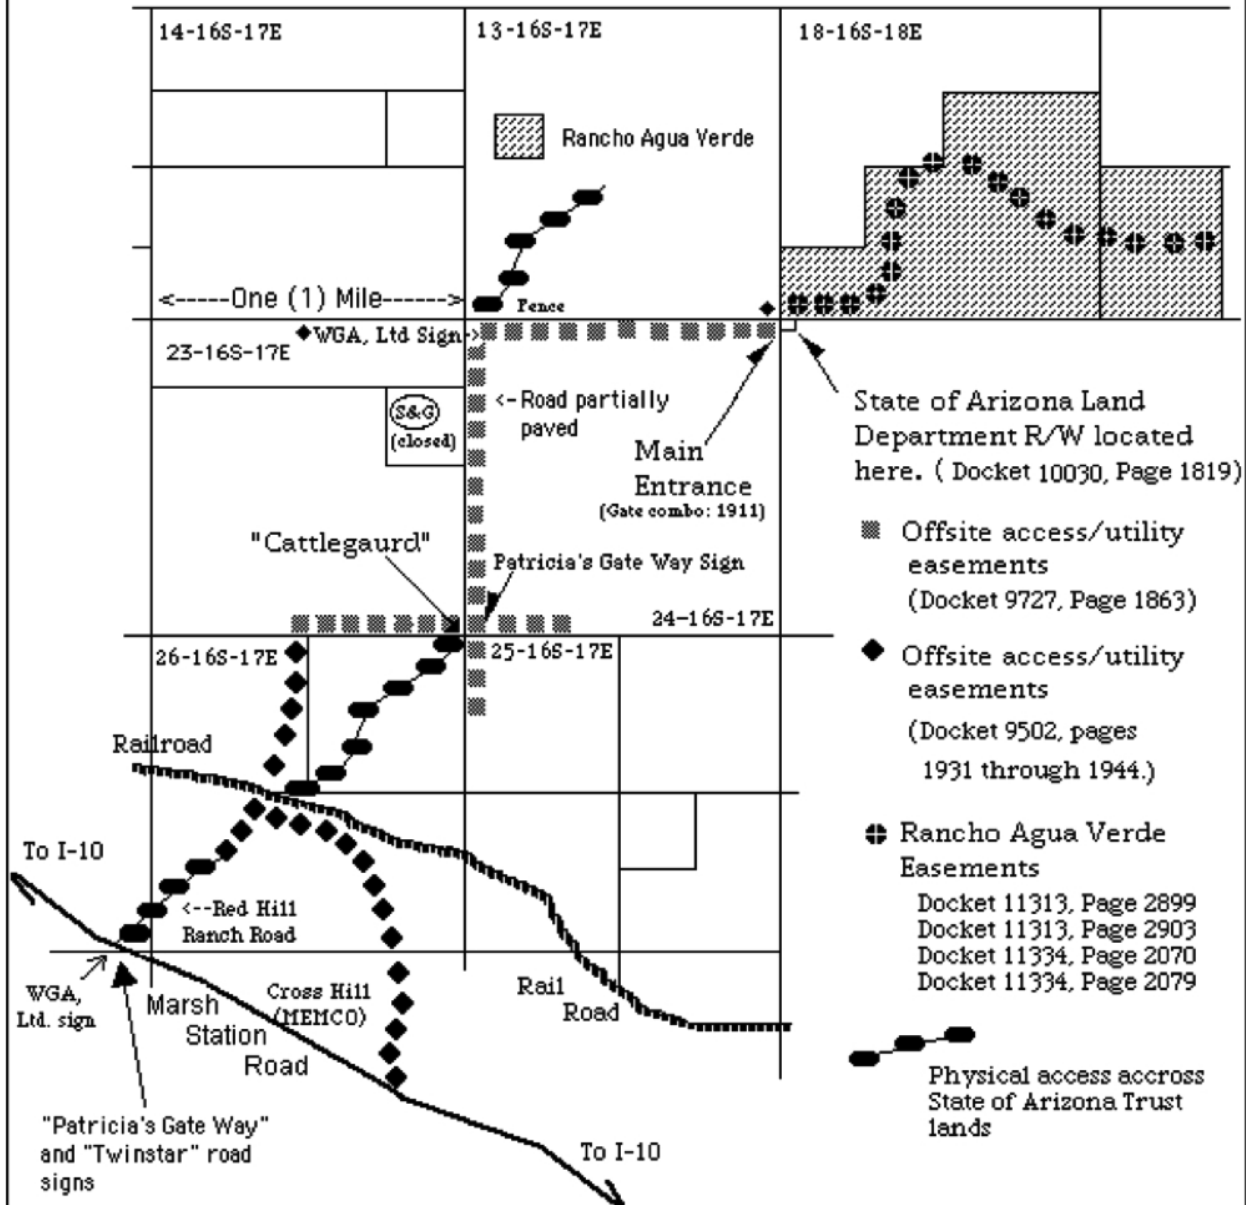 14-16S-17E
13-16S-17E
18-16S-18E
Rancho Agua Verde
<-----One (1) Mile------>
Fence
WGA, Ltd Sign->
23-16S-17E
<-Road partially
paved
S&G
(closed)
Main
Entrance
(Gate combo: 1911)
State of Arizona Land
Department R/W located
here. ( Docket 10030, Page 1819)
"Cattlegaurd"
Patricia's Gate Way Sign
24-16S-17E
26-16S-17E
25-16S-17E
Offsite access/utility
easements
(Docket 9727, Page 1863)
Offsite access/utility
easements
(Docket 9502, pages
1931 through 1944.)
Railroad
To I-10
<--Red Hill
Ranch Road
Rancho Agua Verde
Easements
Docket 11313, Page 2899
Docket 11313, Page 2903
Docket 11334, Page 2070
Docket 11334, Page 2079
WGA,
Ltd. sign
Marsh
Station
Road
Cross Hill
(MEMCO)
Rail
Road
Physical access accross
State of Arizona Trust
lands
"Patricia's Gate Way"
and "Twinstar" road
signs
To I-10